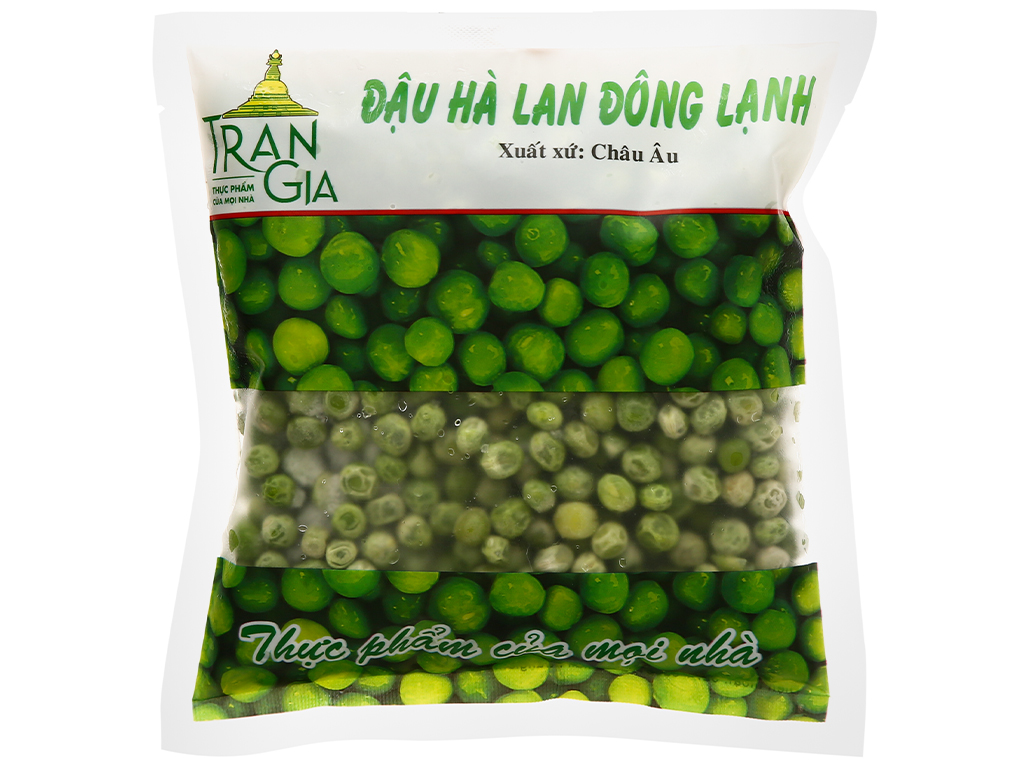 TRAN GIA
THỰC PHẨM
CỦA MỌI NHÀ
ĐẬU HÀ LAN ĐÔNG LẠNH
Xuất xứ: Châu Âu
Thực phẩm của mọi nhà